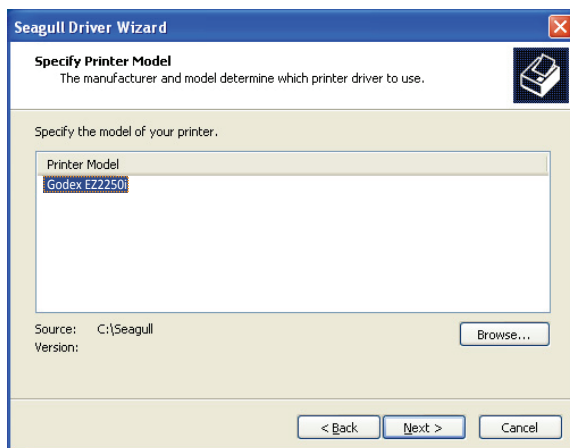 Seagull Driver Wizard
Specify Printer Model
The manufacturer and model determine which printer driver to use.
Specify the model of your printer.
Printer Model
Godex EZ2250i
Source: C:\Seagull
Browse...
Version:
< Back Next > Cancel